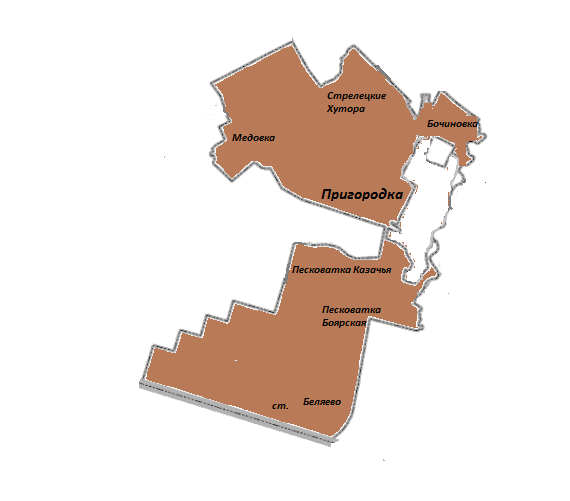 Стрелецкие
Хутора
Бочиновка
Медовка
Пригородка
Песковатка Казачья
Песковатка
Боярская
ст. Беляево